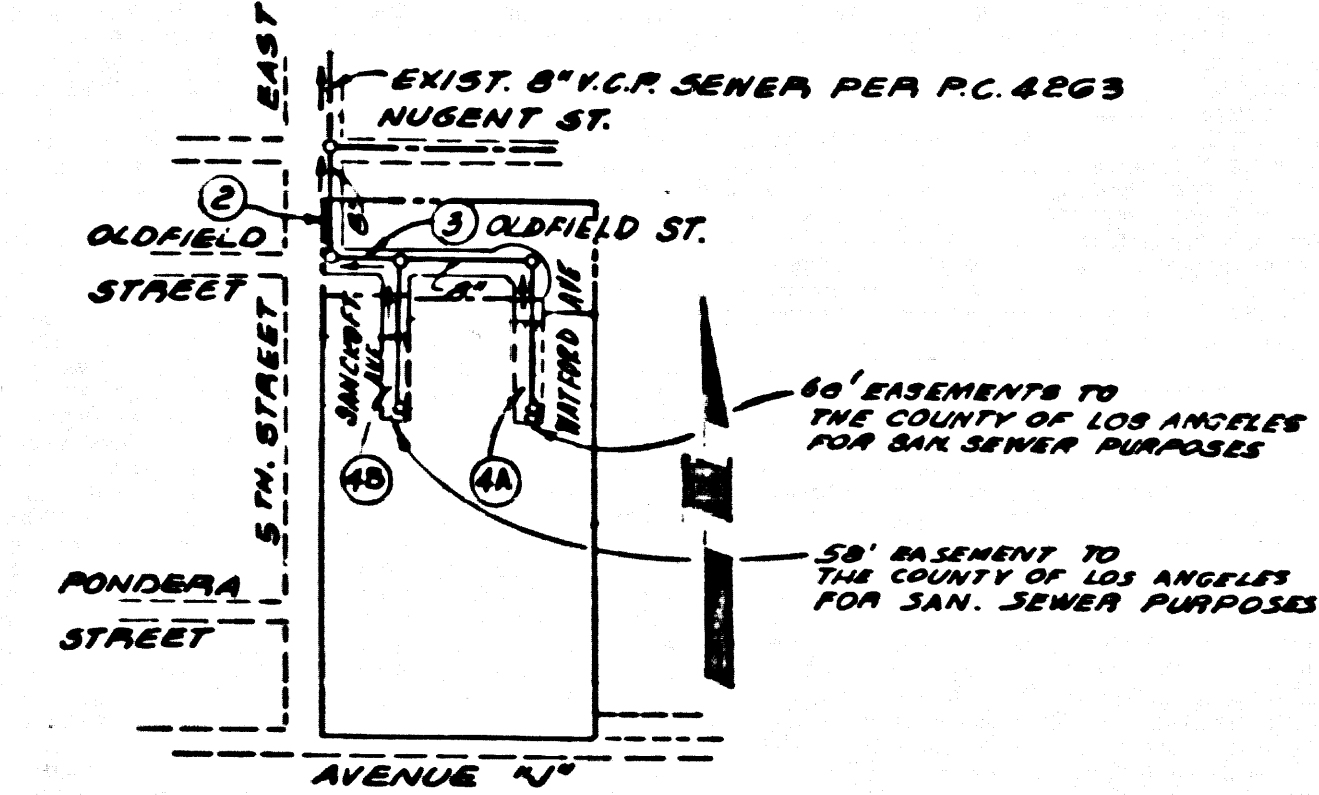 EAST
EXIST. 8" V.C.P. SEWER PER P.C. 4263
NUGENT ST.
2
8"
3
OLDFIELD ST.
OLDFIELD
STREET
8"
5TH. STREET
SANCROFT.
AVE
WATFORD AVE
60' EASEMENTS TO
THE COUNTY OF LOS ANGELES
FOR SAN. SEWER PURPOSES
4B
4A
58' EASEMENT TO
THE COUNTY OF LOS ANGELES
FOR SAN. SEWER PURPOSES
PONDERA
STREET
AVENUE "J"